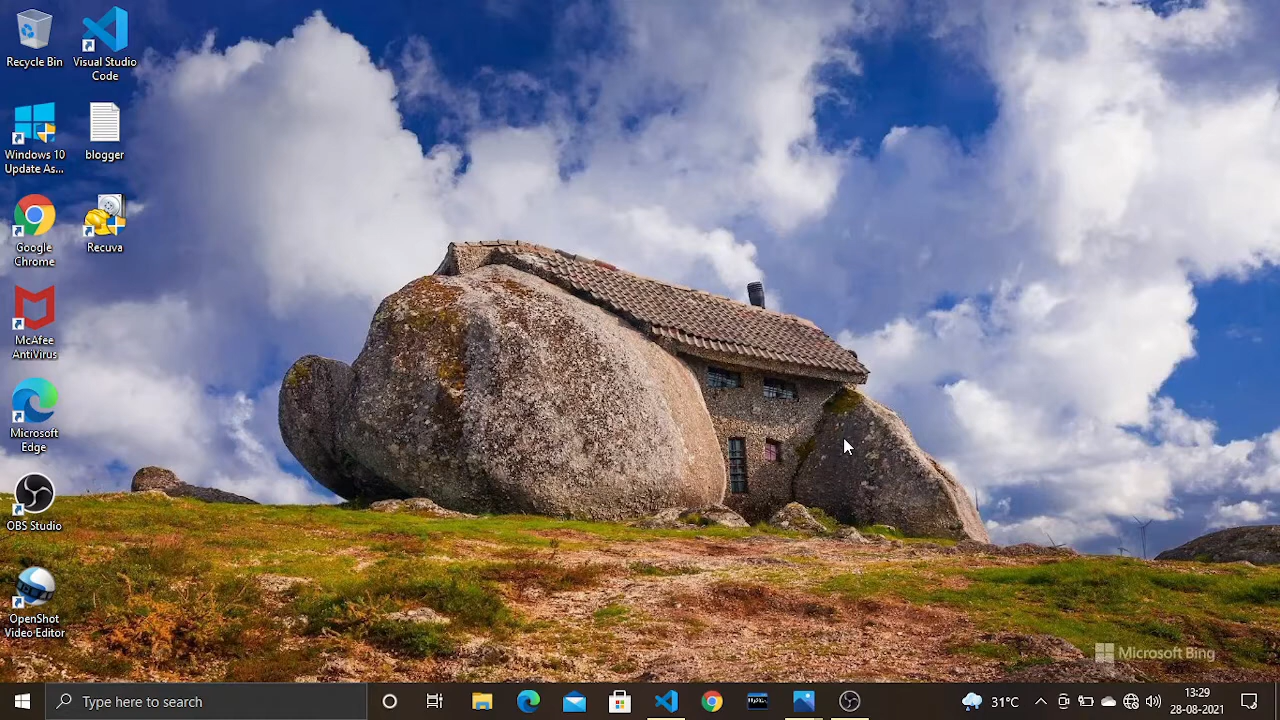 Recycle Bin
Visual Studio
Code
Windows 10
Update As...
blogger
Google
Chrome
Recuva
McAfee
AntiVirus
Microsoft
Edge
OBS Studio
OpenShot
Video Editor
Microsoft Bing
Type here to search
31°C
13:29
28-08-2021